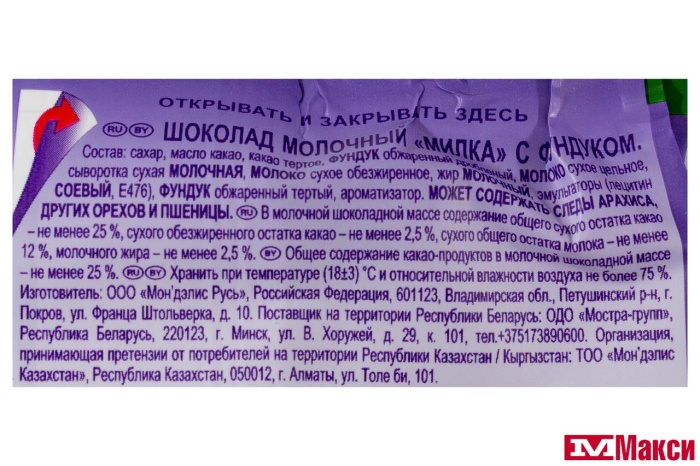 ОТКРЫВАТЬ И ЗАКРЫВАТЬ ЗДЕСЬ
RU BY ШОКОЛАД МОЛОЧНЫЙ «МИЛКА» С ФУНДУКОМ.
Состав: сахар, масло какао, какао тертое, ФУНДУК обжаренный дробленый, МОЛОКО сухое цельное,
сыворотка сухая МОЛОЧНАЯ, МОЛОКО сухое обезжиренное, жир МОЛОЧНЫЙ, эмульгаторы (лецитин
СОЕВЫЙ, Е476), ФУНДУК обжаренный тертый, ароматизатор. МОЖЕТ СОДЕРЖАТЬ СЛЕДЫ АРАХИСА,
ДРУГИХ ОРЕХОВ И ПШЕНИЦЫ. RU В молочной шоколадной массе содержание общего сухого остатка какао
– не менее 25 %, сухого обезжиренного остатка какао – не менее 2,5 %, сухого общего остатка молока – не менее
12 %, молочного жира – не менее 2,5 %. BY Общее содержание какао-продуктов в молочной шоколадной массе
– не менее 25 %. RU BY Хранить при температуре (18±3) °С и относительной влажности воздуха не более 75 %.
Изготовитель: ООО «Мон'дэлис Русь», Российская Федерация, 601123, Владимирская обл., Петушинский р-н, г.
Покров, ул. Франца Штольверка, д. 10. Поставщик на территории Республики Беларусь: ОДО «Мостра-групп»,
Республика Беларусь, 220123, г. Минск, ул. В. Хоружей, д. 29, к. 101, тел.+375173890600. Организация,
принимающая претензии от потребителей на территории Республики Казахстан / Кыргызстан: ТОО «Мон'дэлис
Казахстан», Республика Казахстан, 050012, г. Алматы, ул. Толе би, 101.
Макси